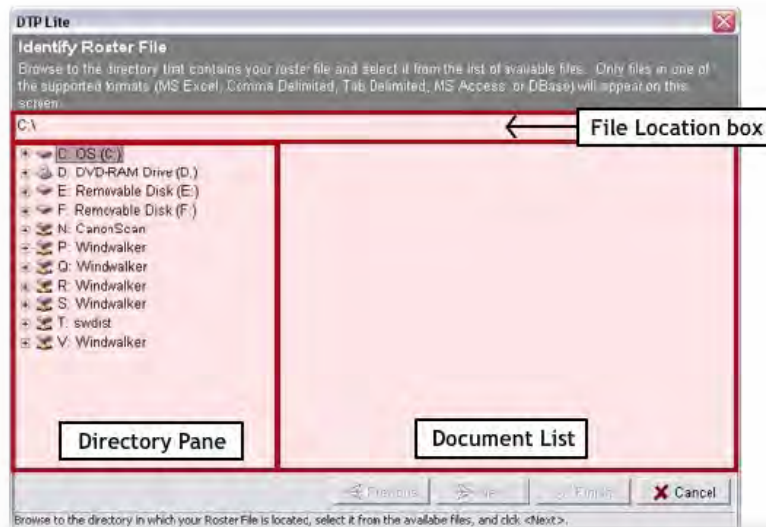 DTP Lite
Identify Roster File
Browse to the directory that contains your roster file and select it from the list of available files. Only files in one of
the supported formats (MS Excel, Comma Delimited, Tab Delimited, MS Access or DBase) will appear on this
screen
C:\
File Location box
C: OS (C:)
D: DVD-RAM Drive (D:)
E: Removable Disk (E:)
F: Removable Disk (F:)
N: CanonScan
P: Windwalker
Q: Windwalker
R: Windwalker
S: Windwalker
T: swdist
V: Windwalker
Directory Pane
Document List
Previous
Finish
Cancel
Browse to the directory in which your Roster File is located, select it from the availabe files, and click <Next>.